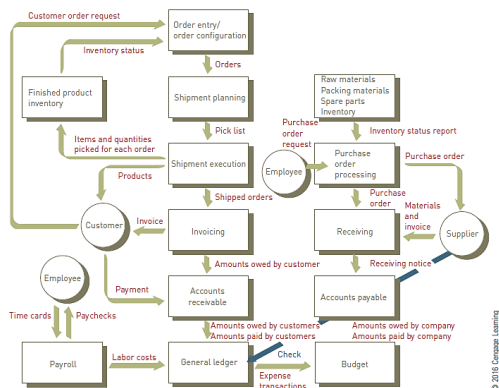 Customer order request
Order entry/
order configuration
Inventory status
Orders
Finished product
inventory
Shipment planning
Raw materials
Packing materials
Spare parts
Inventory
Pick list
Purchase
order
request
Inventory status report
Items and quantities
picked for each order
Shipment execution
Employee
Purchase
order
processing
Purchase order
Products
Shipped orders
Purchase
order
Materials
and
invoice
Customer
Invoice
Invoicing
Receiving
Supplier
Amounts owed by customer
Receiving notice
Employee
Payment
Accounts
receivable
Accounts payable
Time cards
Paychecks
Amounts owed by customers
Amounts paid by customers
Amounts owed by company
Amounts paid by company
Payroll
Labor costs
General ledger
Check
Budget
Expense
transactions
© 2016 Cengage Learning